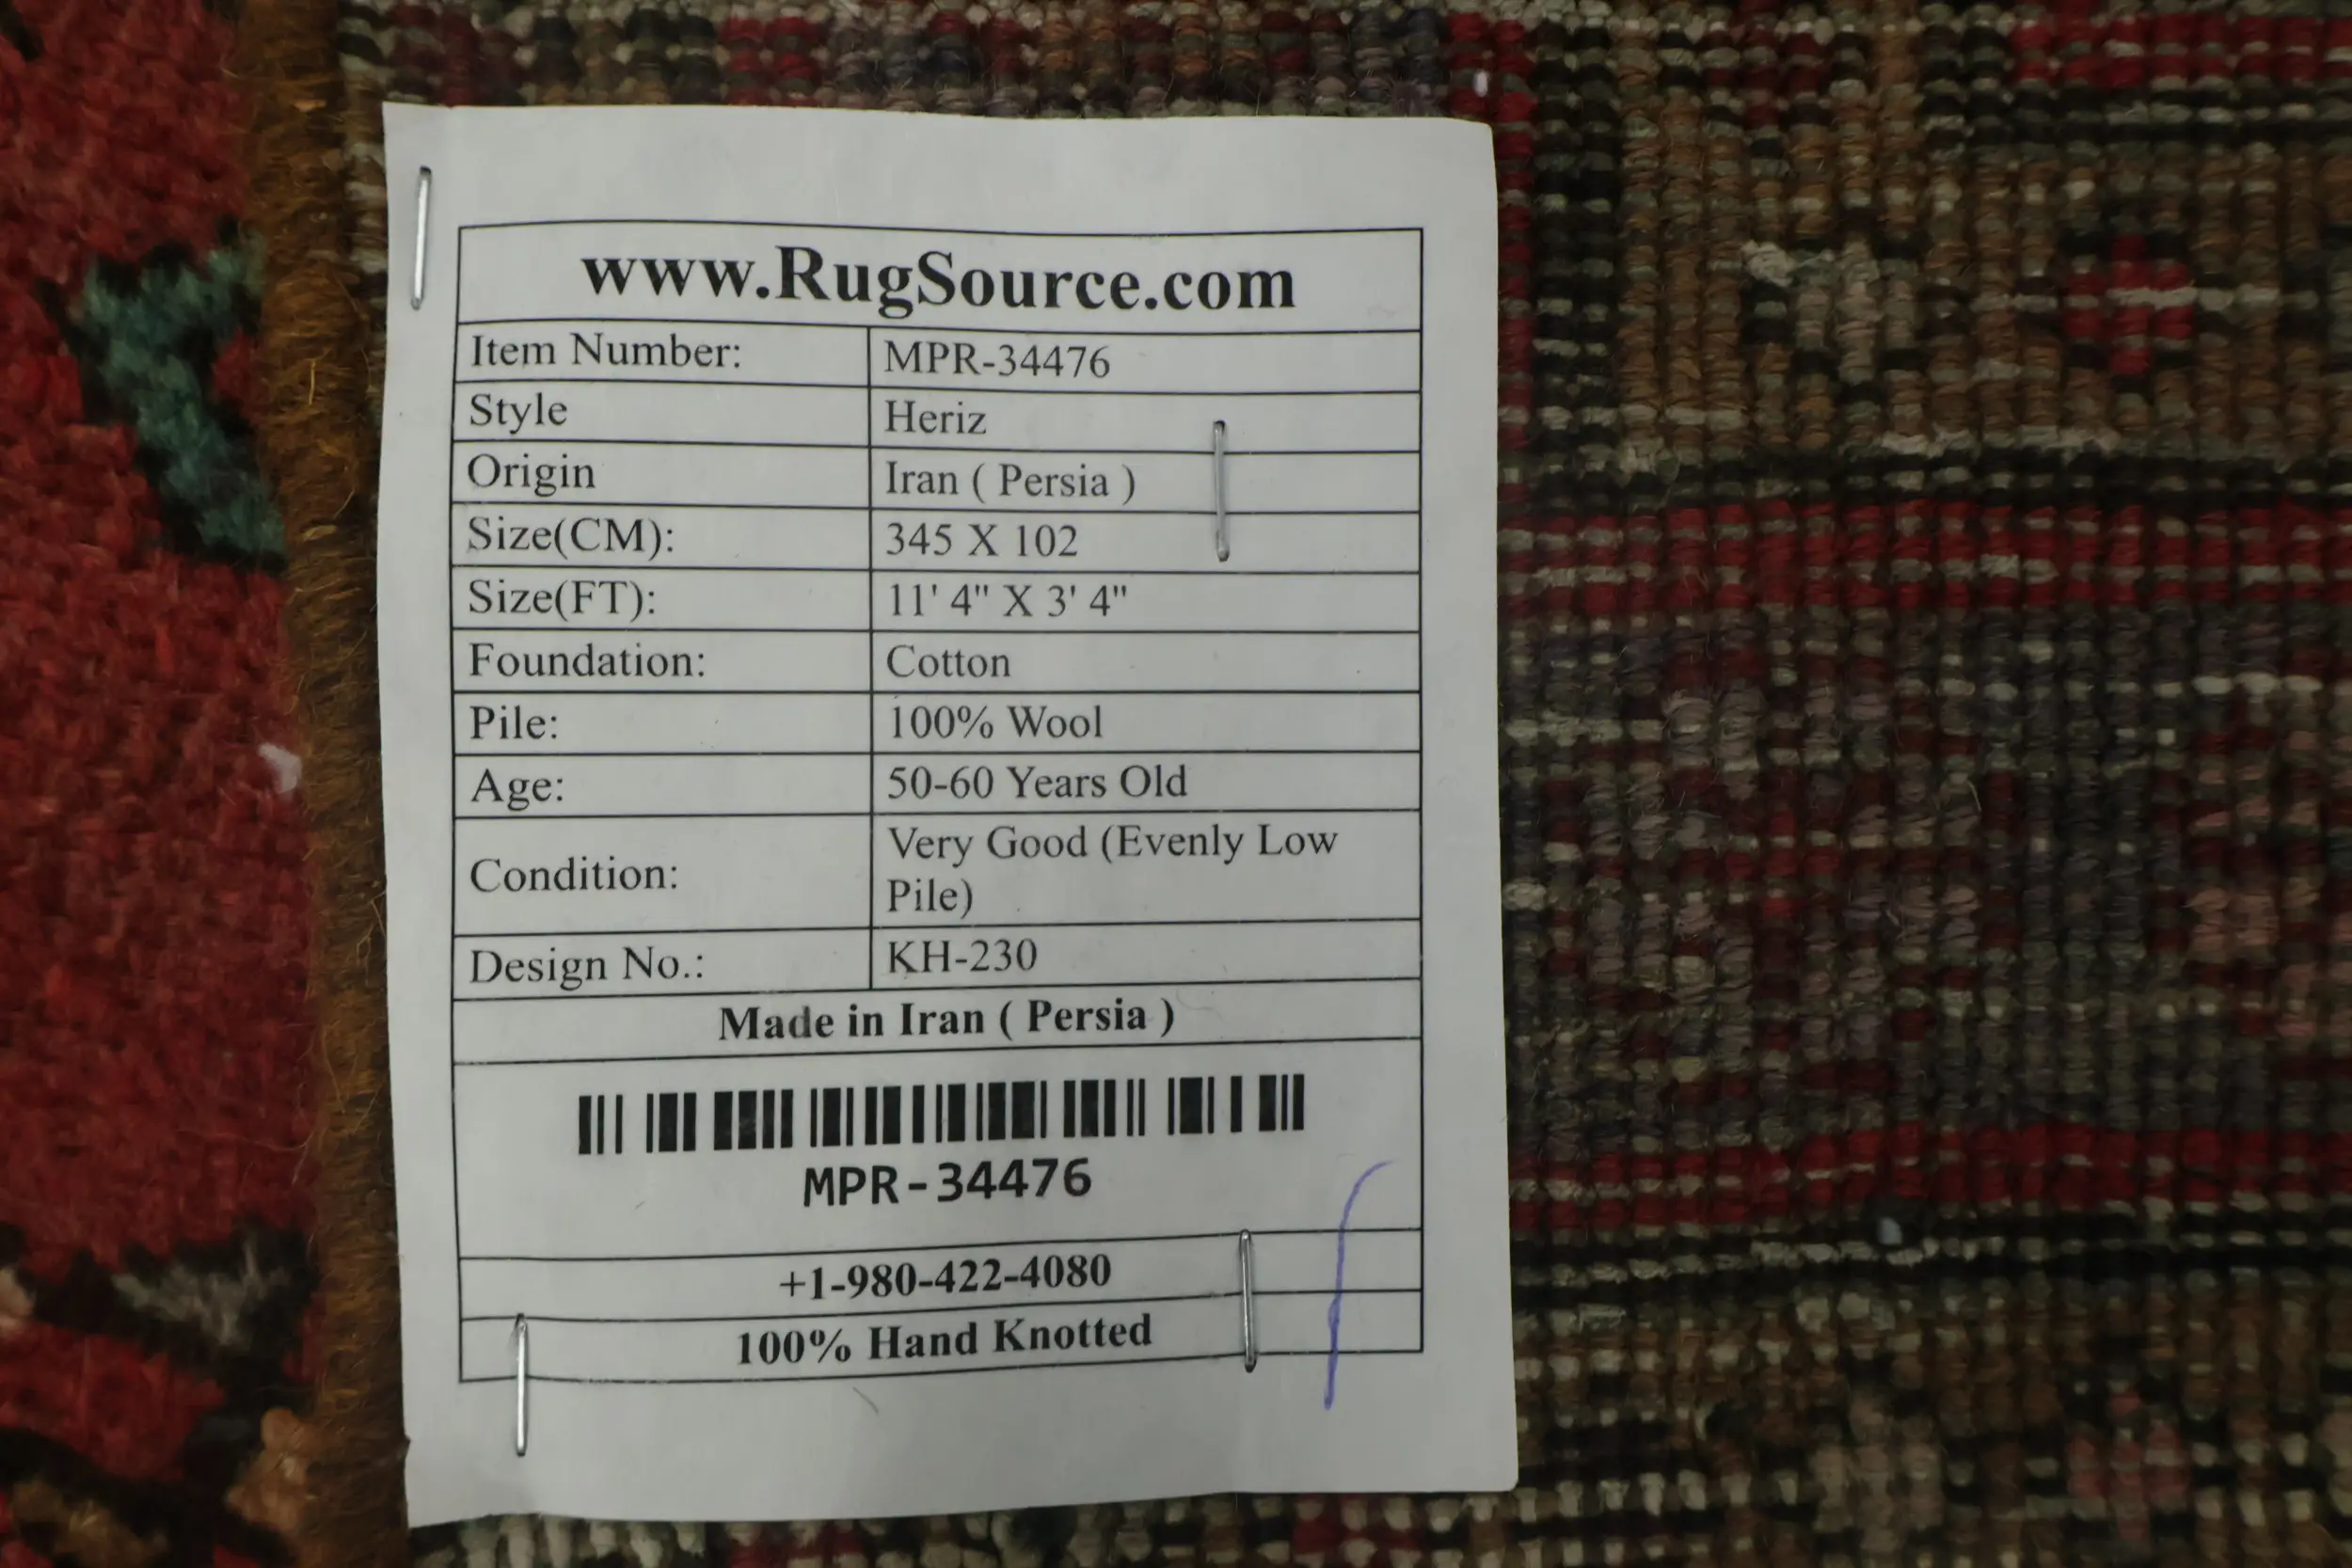 www.RugSource.com
Item Number: MPR-34476
Style Heriz
Origin Iran ( Persia )
Size(CM): 345 X 102
Size(FT): 11' 4" X 3' 4"
Foundation: Cotton
Pile: 100% Wool
Age: 50-60 Years Old
Condition: Very Good (Evenly Low
Pile)
Design No.: KH-230
Made in Iran ( Persia )
MPR-34476
+1-980-422-4080
100% Hand Knotted